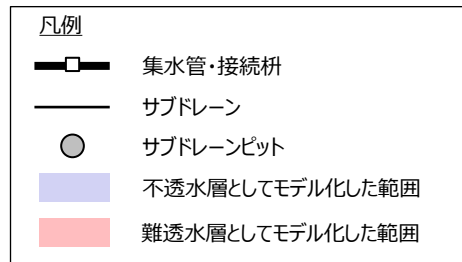 凡例
集水管・接続枡
サブドレーン
サブドレーンピット
不透水層としてモデル化した範囲
難透水層としてモデル化した範囲